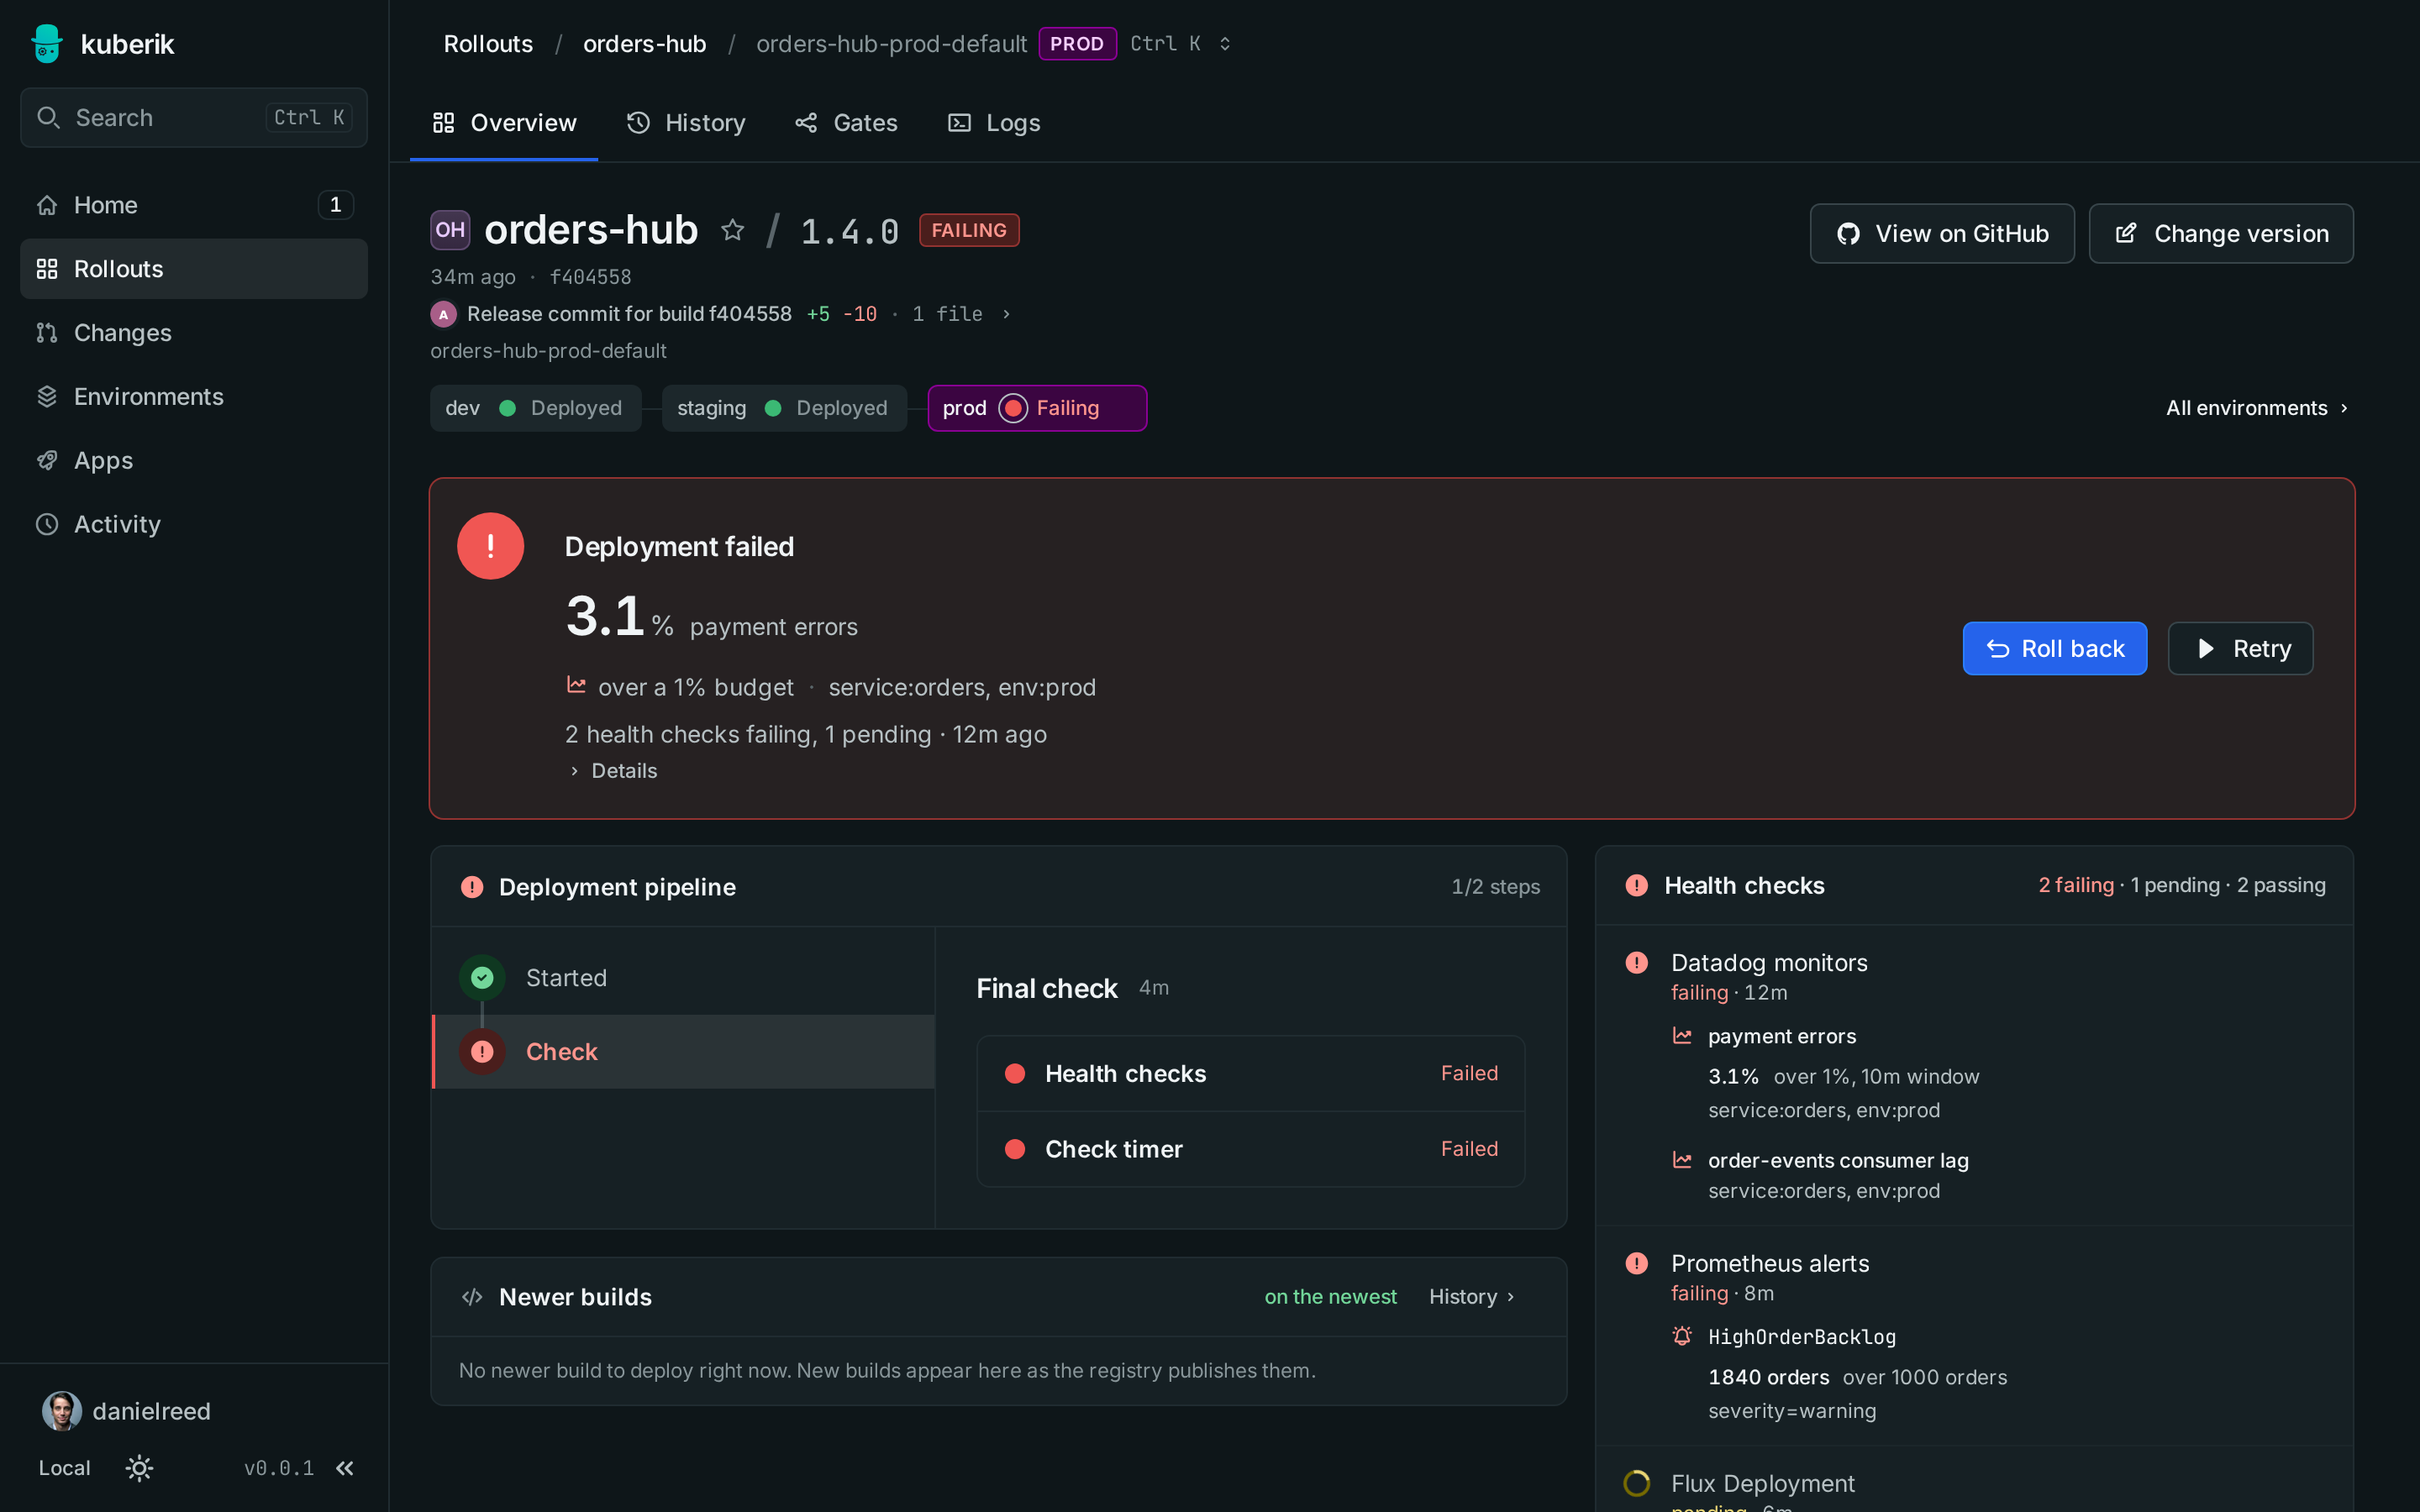 kuberik
Search Ctrl K
Home 1
Rollouts
Changes
Environments
Apps
Activity
danielreed
Local v0.0.1
Rollouts / orders-hub / orders-hub-prod-default PROD Ctrl K
Overview History Gates Logs
OH orders-hub / 1.4.0 FAILING
View on GitHub Change version
34m ago · f404558
A Release commit for build f404558 +5 -10 · 1 file
orders-hub-prod-default
dev Deployed staging Deployed prod Failing
All environments
Deployment failed
3.1 % payment errors
over a 1% budget · service:orders, env:prod
2 health checks failing, 1 pending · 12m ago
Details
Roll back Retry
Deployment pipeline 1/2 steps
Started
Check
Final check 4m
Health checks Failed
Check timer Failed
Newer builds on the newest History
No newer build to deploy right now. New builds appear here as the registry publishes them.
Health checks 2 failing · 1 pending · 2 passing
Datadog monitors
failing · 12m
payment errors
3.1% over 1%, 10m window
service:orders, env:prod
order-events consumer lag
service:orders, env:prod
Prometheus alerts
failing · 8m
HighOrderBacklog
1840 orders over 1000 orders
severity=warning
Flux Deployment
pending · 6m